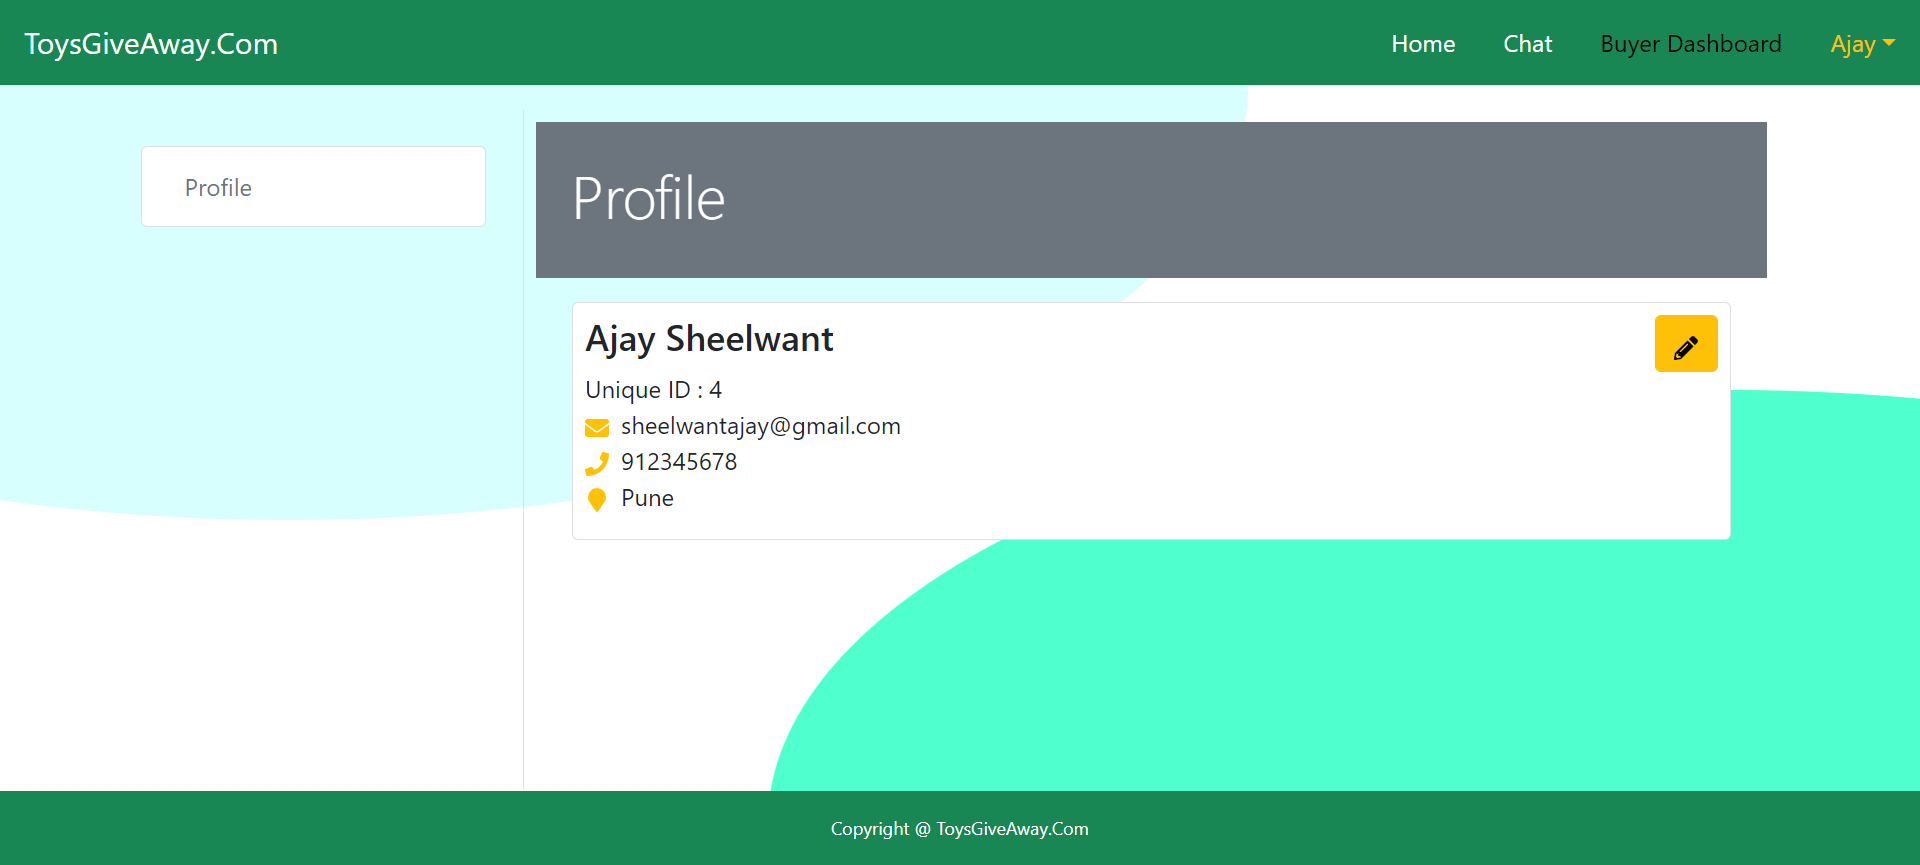 ToysGiveAway.Com
Home Chat Buyer Dashboard Ajay
Profile
Profile
Ajay Sheelwant
Unique ID : 4
sheelwantajay@gmail.com
912345678
Pune
Copyright @ ToysGiveAway.Com